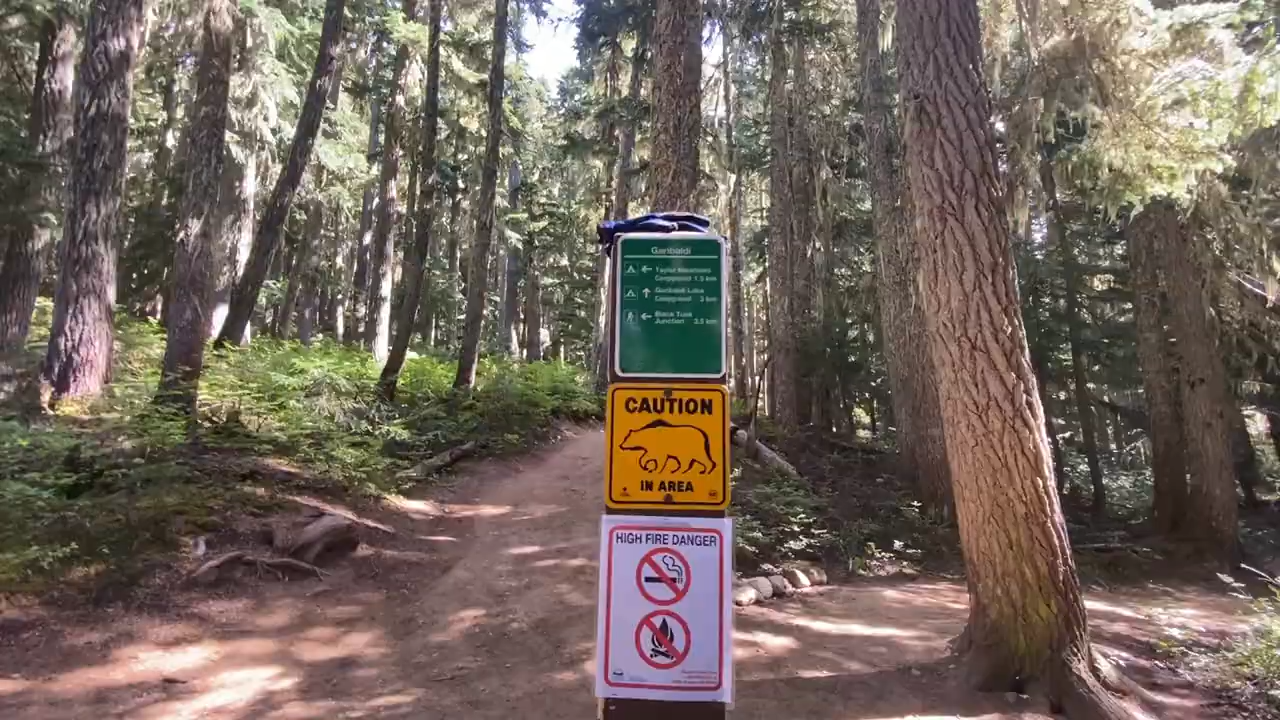 Garibaldi
Taylor Meadows
Campground 1.5 km
Garibaldi Lake
Campground 3 km
Black Tusk
Junction 3.5 km
CAUTION
IN AREA
HIGH FIRE DANGER